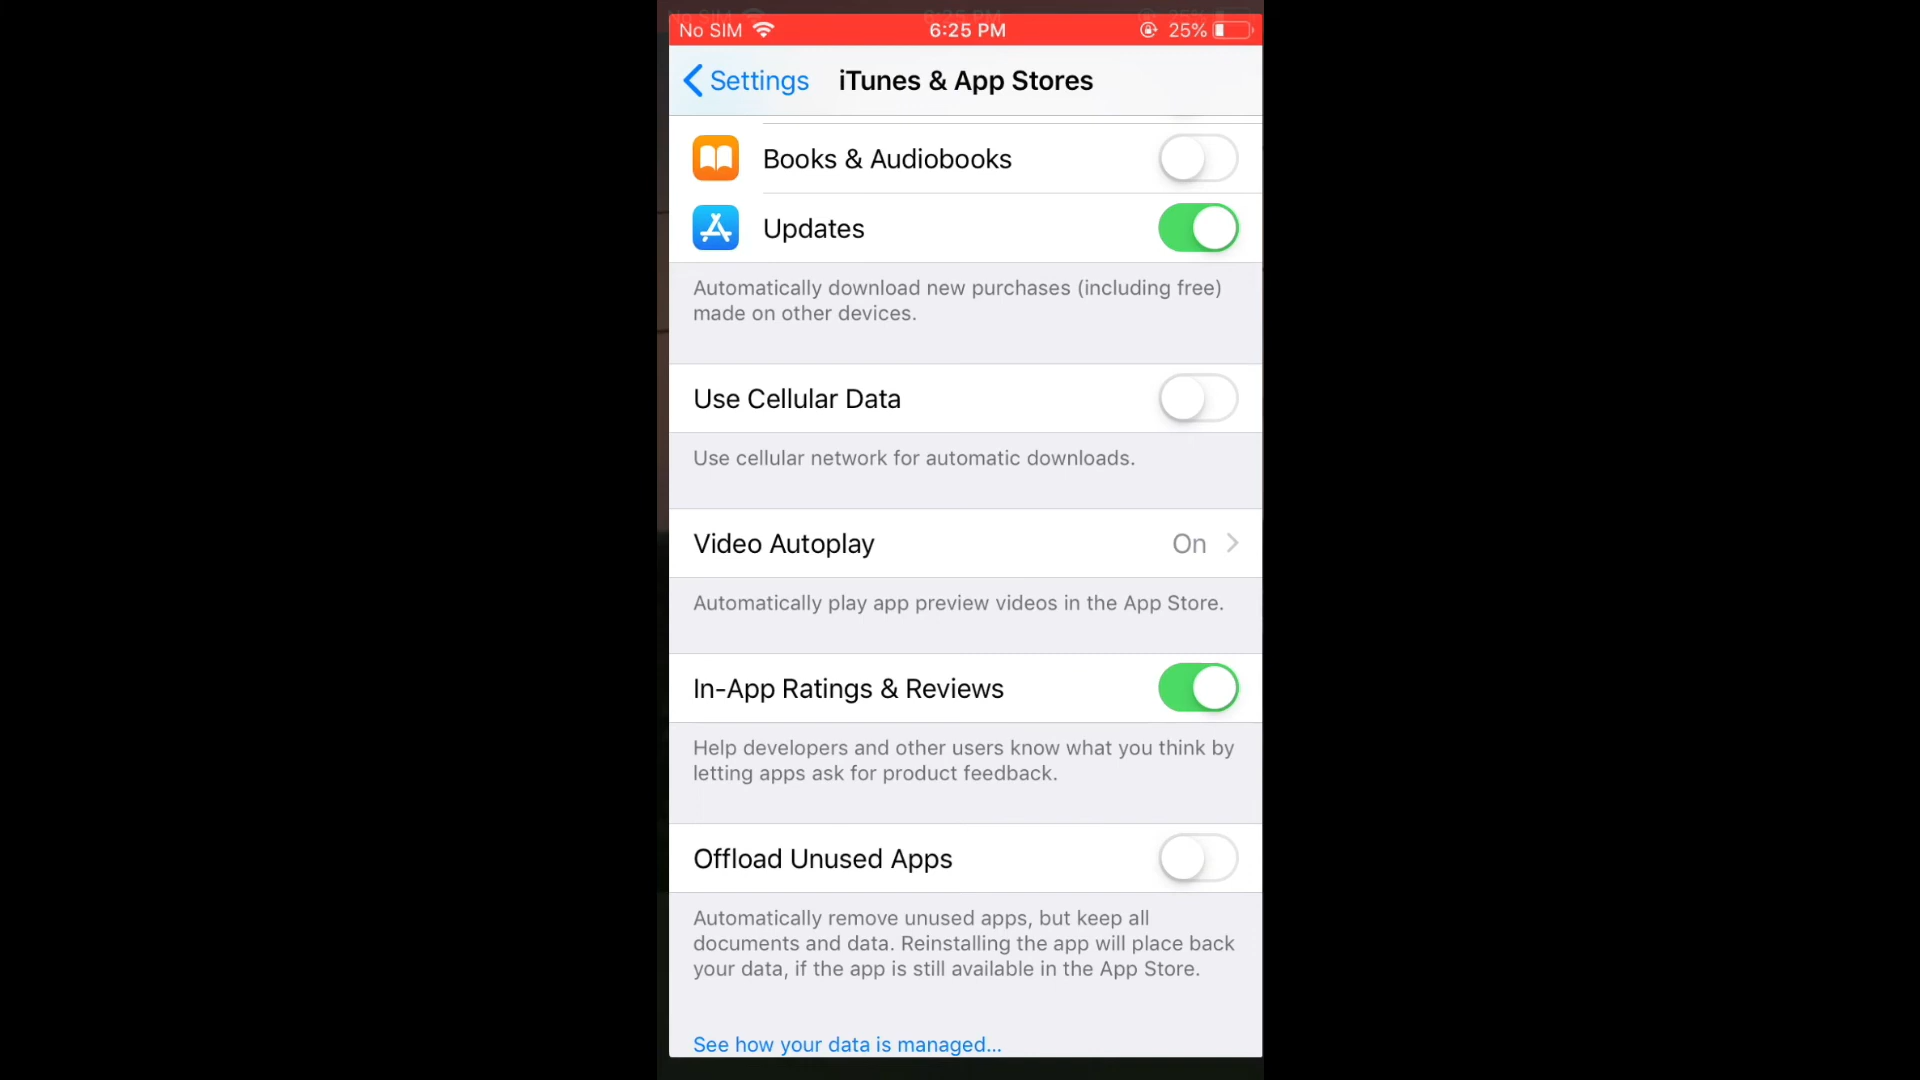 No SIM 6:25 PM 25%
Settings iTunes & App Stores
Books & Audiobooks
Updates
Automatically download new purchases (including free)
made on other devices.
Use Cellular Data
Use cellular network for automatic downloads.
Video Autoplay On
Automatically play app preview videos in the App Store.
In-App Ratings & Reviews
Help developers and other users know what you think by
letting apps ask for product feedback.
Offload Unused Apps
Automatically remove unused apps, but keep all
documents and data. Reinstalling the app will place back
your data, if the app is still available in the App Store.
See how your data is managed...